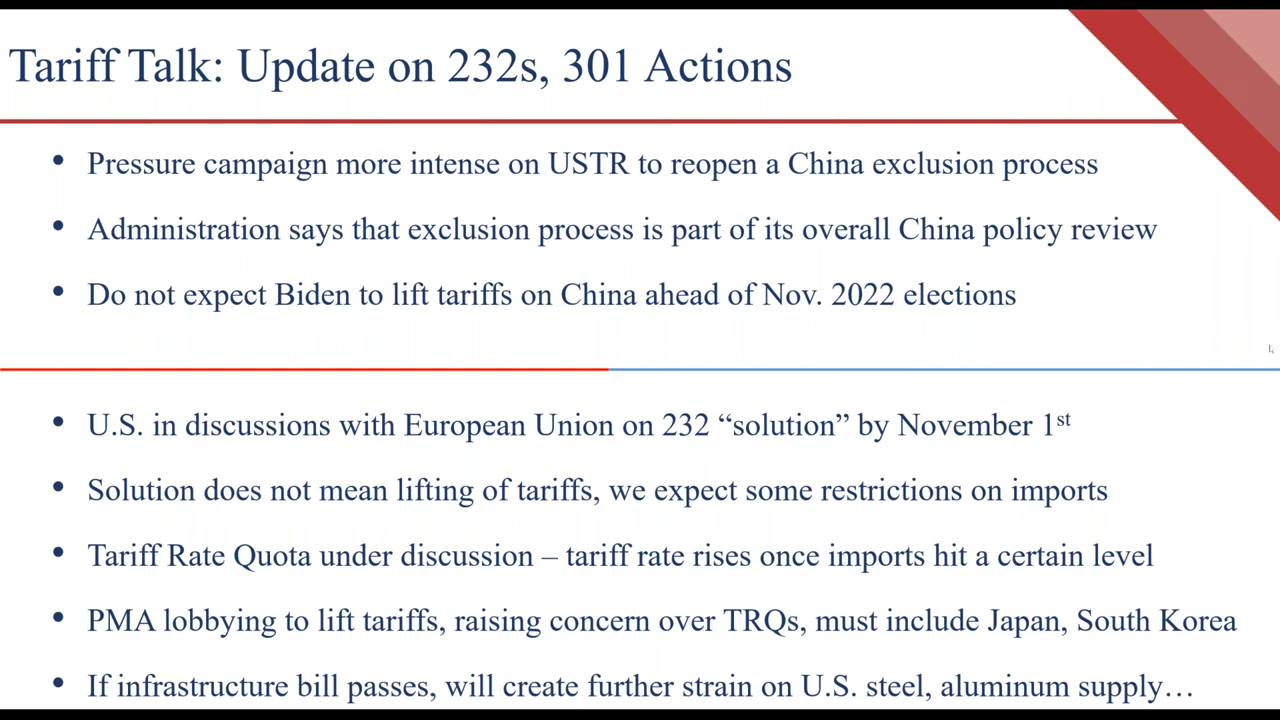 Tariff Talk: Update on 232s, 301 Actions
• Pressure campaign more intense on USTR to reopen a China exclusion process
• Administration says that exclusion process is part of its overall China policy review
• Do not expect Biden to lift tariffs on China ahead of Nov. 2022 elections
• U.S. in discussions with European Union on 232 “solution” by November 1st
• Solution does not mean lifting of tariffs, we expect some restrictions on imports
• Tariff Rate Quota under discussion – tariff rate rises once imports hit a certain level
• PMA lobbying to lift tariffs, raising concern over TRQs, must include Japan, South Korea
• If infrastructure bill passes, will create further strain on U.S. steel, aluminum supply…